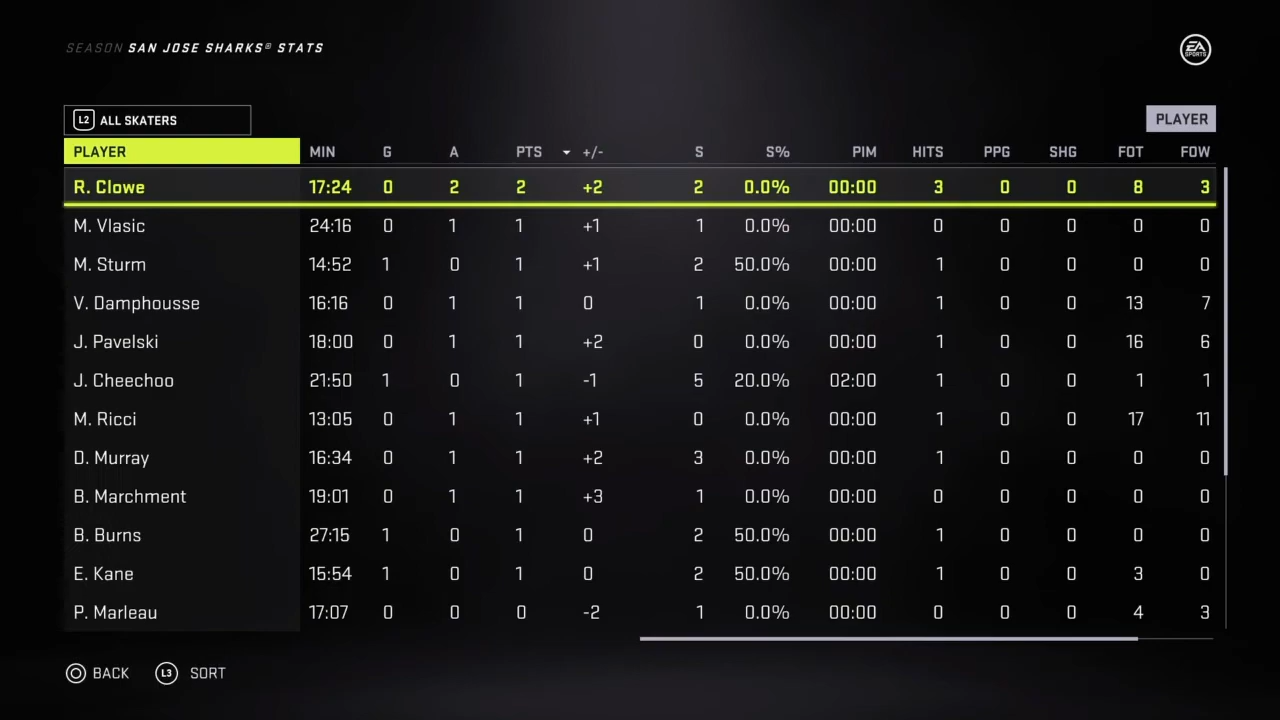 SEASON SAN JOSE SHARKS® STATS
EA SPORTS
L2 ALL SKATERS
PLAYER
PLAYER MIN G A PTS +/- S S% PIM HITS PPG SHG FOT FOW
R. Clowe 17:24 0 2 2 +2 2 0.0% 00:00 3 0 0 8 3
M. Vlasic 24:16 0 1 1 +1 1 0.0% 00:00 0 0 0 0 0
M. Sturm 14:52 1 0 1 +1 2 50.0% 00:00 1 0 0 0 0
V. Damphousse 16:16 0 1 1 0 1 0.0% 00:00 1 0 0 13 7
J. Pavelski 18:00 0 1 1 +2 0 0.0% 00:00 1 0 0 16 6
J. Cheechoo 21:50 1 0 1 -1 5 20.0% 02:00 1 0 0 1 1
M. Ricci 13:05 0 1 1 +1 0 0.0% 00:00 1 0 0 17 11
D. Murray 16:34 0 1 1 +2 3 0.0% 00:00 1 0 0 0 0
B. Marchment 19:01 0 1 1 +3 1 0.0% 00:00 0 0 0 0 0
B. Burns 27:15 1 0 1 0 2 50.0% 00:00 1 0 0 0 0
E. Kane 15:54 1 0 1 0 2 50.0% 00:00 1 0 0 3 0
P. Marleau 17:07 0 0 0 -2 1 0.0% 00:00 0 0 0 4 3
BACK L3 SORT